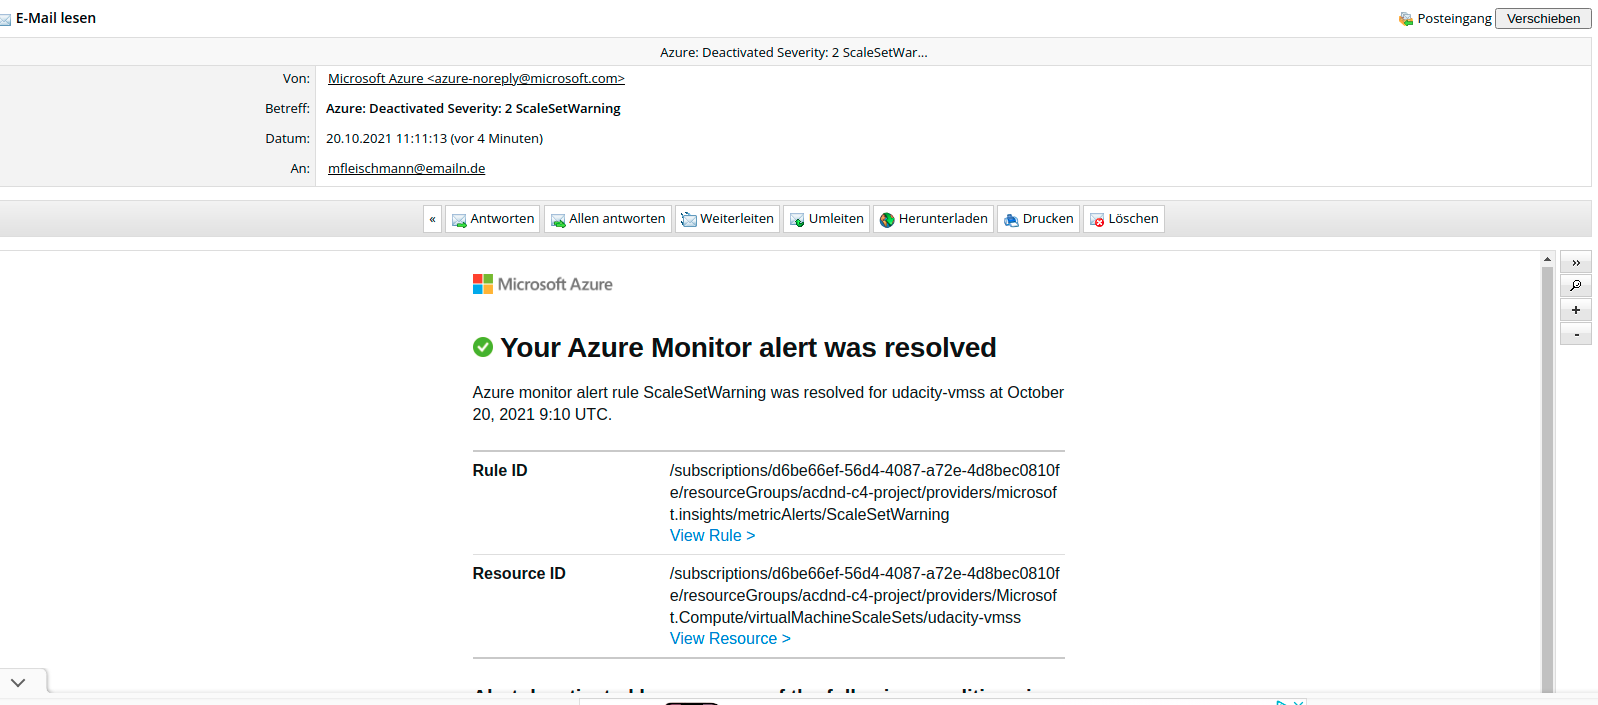 E-Mail lesen
Posteingang Verschieben
Azure: Deactivated Severity: 2 ScaleSetWar...
Von: Microsoft Azure <azure-noreply@microsoft.com>
Betreff: Azure: Deactivated Severity: 2 ScaleSetWarning
Datum: 20.10.2021 11:11:13 (vor 4 Minuten)
An: mfleischmann@emailn.de
« Antworten Allen antworten Weiterleiten Umleiten Herunterladen Drucken Löschen
»
+
-
Microsoft Azure
Your Azure Monitor alert was resolved
Azure monitor alert rule ScaleSetWarning was resolved for udacity-vmss at October
20, 2021 9:10 UTC.
Rule ID /subscriptions/d6be66ef-56d4-4087-a72e-4d8bec0810f
e/resourceGroups/acdnd-c4-project/providers/microsof
t.insights/metricAlerts/ScaleSetWarning
View Rule >
Resource ID /subscriptions/d6be66ef-56d4-4087-a72e-4d8bec0810f
e/resourceGroups/acdnd-c4-project/providers/Microsof
t.Compute/virtualMachineScaleSets/udacity-vmss
View Resource >